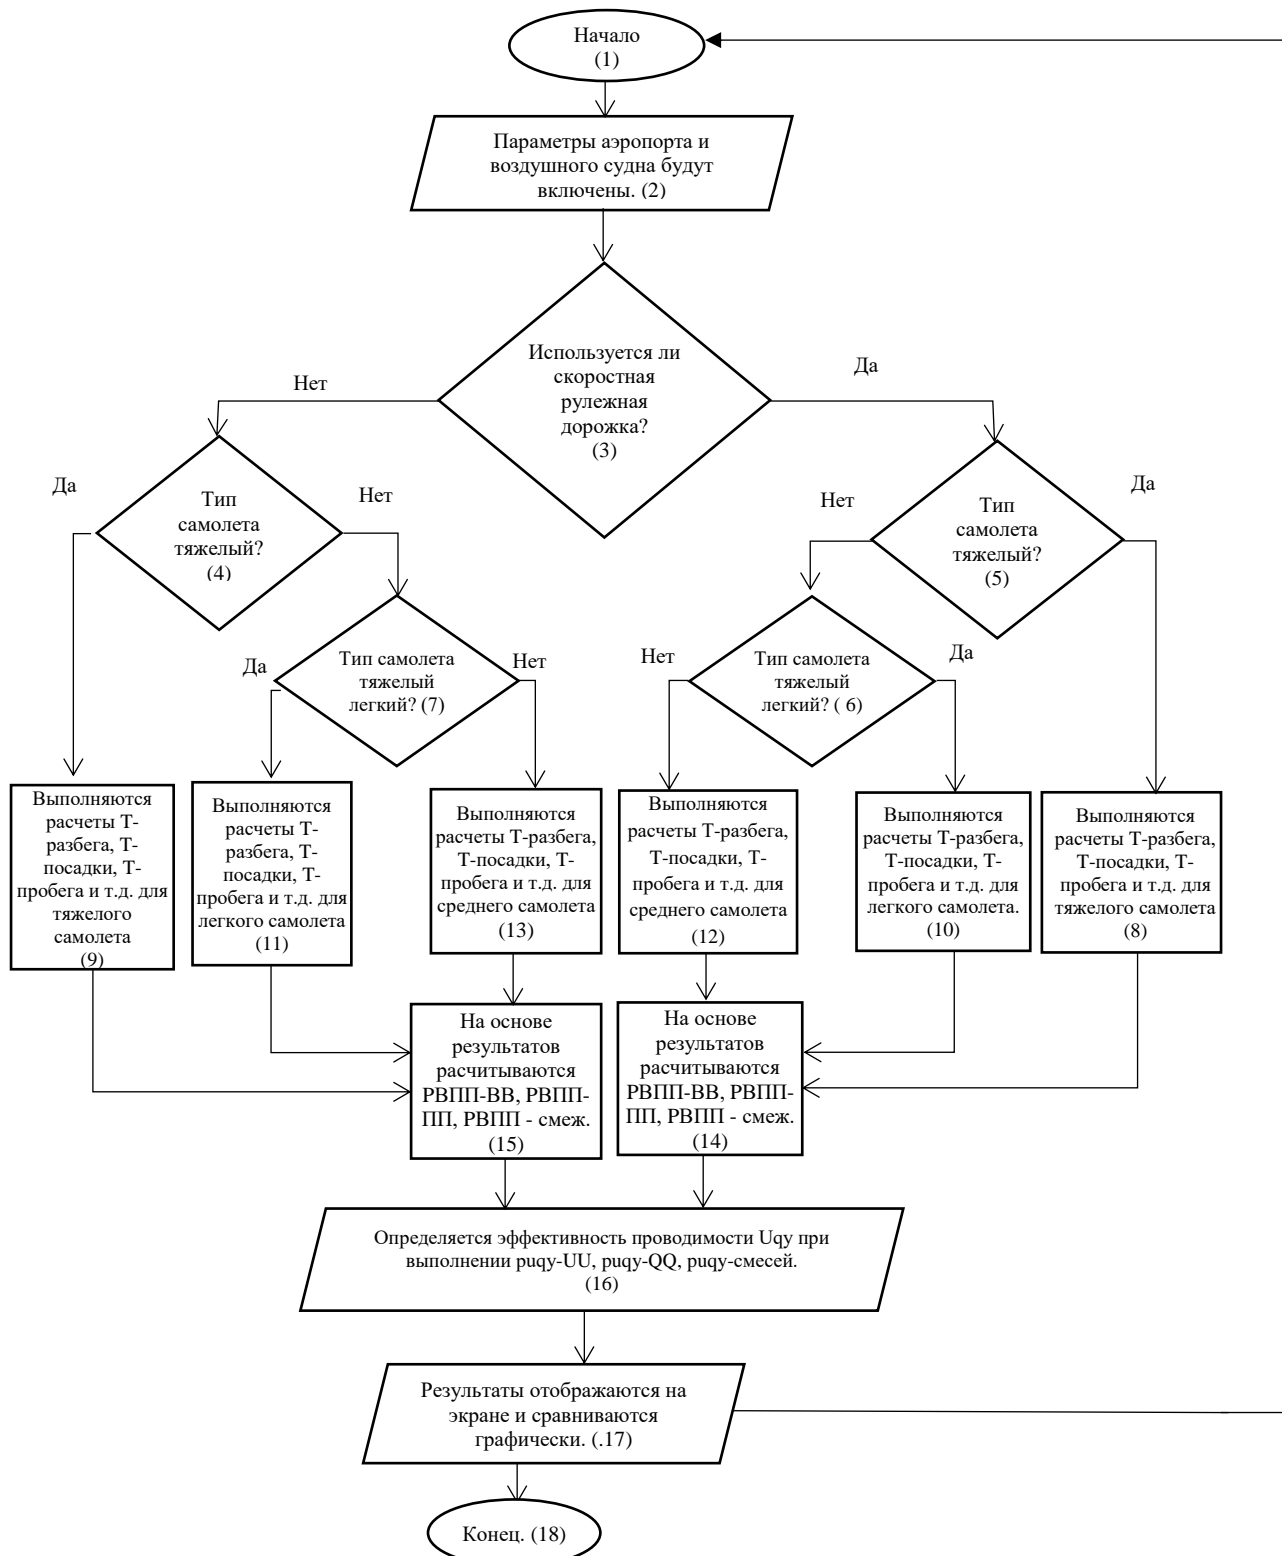 Начало
(1)
Параметры аэропорта и
воздушного судна будут
включены. (2)
Используется ли
скоростная
рулежная
дорожка?
(3)
Нет
Да
Да
Тип
самолета
тяжелый?
(4)
Нет
Нет
Тип
самолета
тяжелый?
(5)
Да
Да
Тип самолета
тяжелый
легкий? (7)
Нет
Нет
Тип самолета
тяжелый
легкий? ( 6)
Да
Выполняются
расчеты Т-
разбега, Т-
посадки, Т-
пробега и т.д. для
тяжелого
самолета
(9)
Выполняются
расчеты Т-
разбега, Т-
посадки, Т-
пробега и т.д. для
легкого самолета
(11)
Выполняются
расчеты Т-разбега,
Т-посадки, Т-
пробега и т.д. для
среднего самолета
(13)
Выполняются
расчеты Т-разбега,
Т-посадки, Т-
пробега и т.д. для
среднего самолета
(12)
Выполняются
расчеты Т-разбега,
Т-посадки, Т-
пробега и т.д. для
легкого самолета.
(10)
Выполняются
расчеты Т-разбега,
Т-посадки, Т-
пробега и т.д. для
тяжелого самолета
(8)
На основе
результатов
расчитываются
РВПП-ВВ, РВПП-
ПП, РВПП - смеж.
(15)
На основе
результатов
расчитываются
РВПП-ВВ, РВПП-
ПП, РВПП - смеж.
(14)
Определяется эффективность проводимости Uqy при
выполнении puqy-UU, puqy-QQ, puqy-смесей.
(16)
Результаты отображаются на
экране и сравниваются
графически. (.17)
Конец. (18)